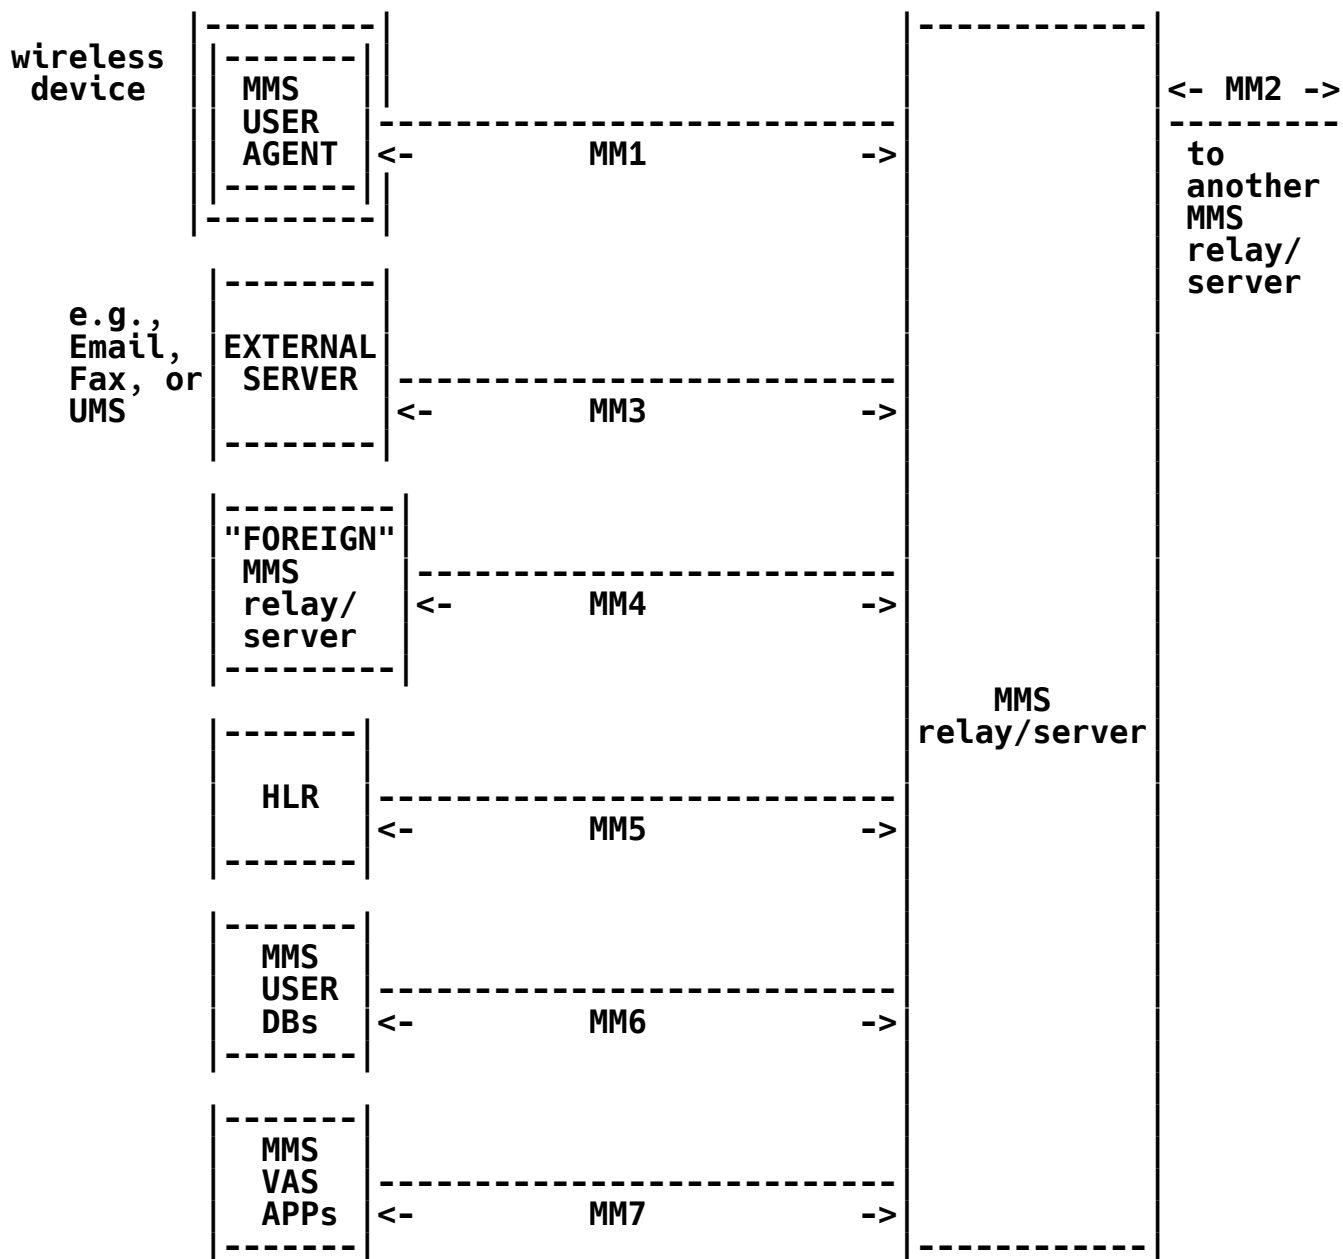 wireless
device
MMS
USER
AGENT
<- MM1 ->
<- MM2 ->
to
another
MMS
relay/
server
e.g.,
Email,
Fax, or
UMS
EXTERNAL
SERVER
<- MM3 ->
"FOREIGN"
MMS
relay/
server
<- MM4 ->
MMS
relay/server
HLR
<- MM5 ->
MMS
USER
DBs
<- MM6 ->
MMS
VAS
APPs
<- MM7 ->